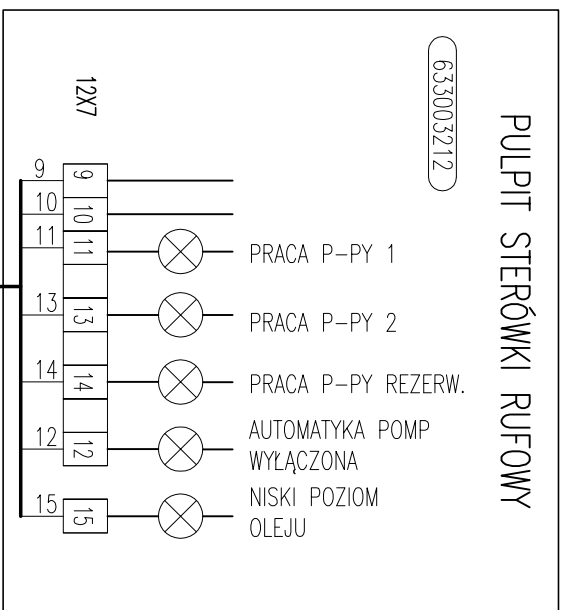 PULPIT STERÓWKI RUFOWY
633003212
12X7
9 9
10 10
11 11 PRACA P-PY 1
13 13 PRACA P-PY 2
14 14 PRACA P-PY REZERW.
12 12 AUTOMATYKA POMP
WYŁĄCZONA
15 15 NISKI POZIOM
OLEJU